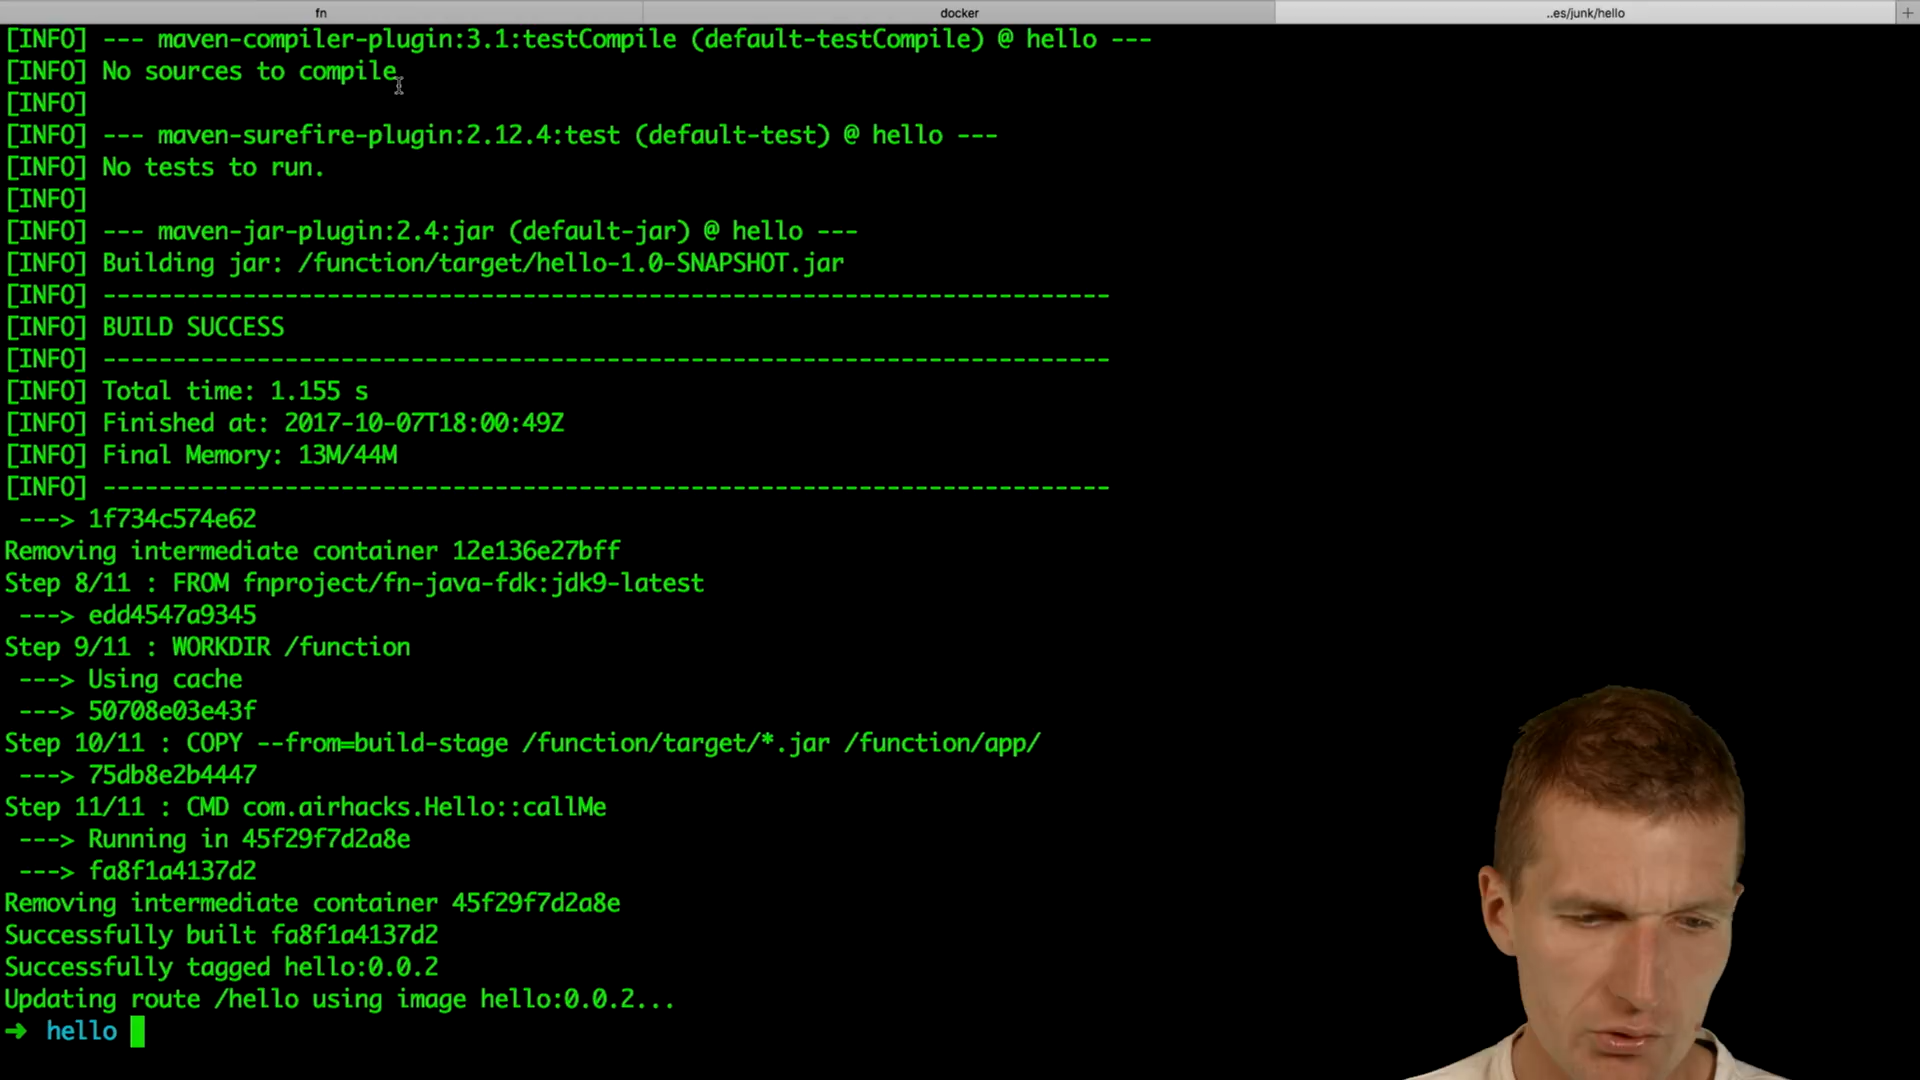 fn
docker
..es/junk/hello
+
[INFO] --- maven-compiler-plugin:3.1:testCompile (default-testCompile) @ hello ---
[INFO] No sources to compile
[INFO]
[INFO] --- maven-surefire-plugin:2.12.4:test (default-test) @ hello ---
[INFO] No tests to run.
[INFO]
[INFO] --- maven-jar-plugin:2.4:jar (default-jar) @ hello ---
[INFO] Building jar: /function/target/hello-1.0-SNAPSHOT.jar
[INFO] ------------------------------------------------------------------------
[INFO] BUILD SUCCESS
[INFO] ------------------------------------------------------------------------
[INFO] Total time: 1.155 s
[INFO] Finished at: 2017-10-07T18:00:49Z
[INFO] Final Memory: 13M/44M
[INFO] ------------------------------------------------------------------------
---> 1f734c574e62
Removing intermediate container 12e136e27bff
Step 8/11 : FROM fnproject/fn-java-fdk:jdk9-latest
---> edd4547a9345
Step 9/11 : WORKDIR /function
---> Using cache
---> 50708e03e43f
Step 10/11 : COPY --from=build-stage /function/target/*.jar /function/app/
---> 75db8e2b4447
Step 11/11 : CMD com.airhacks.Hello::callMe
---> Running in 45f29f7d2a8e
---> fa8f1a4137d2
Removing intermediate container 45f29f7d2a8e
Successfully built fa8f1a4137d2
Successfully tagged hello:0.0.2
Updating route /hello using image hello:0.0.2...
➜ hello